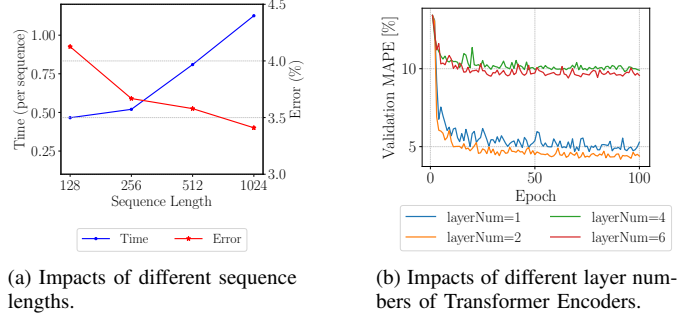 Time (per sequence)
1.00
0.75
0.50
0.25
128
256
512
1024
Sequence Length
4.5
4.0
3.5
3.0
Error (%)
Time
Error
(a) Impacts of different sequence
lengths.
Validation MAPE [%]
10
5
0
50
100
Epoch
layerNum=1
layerNum=4
layerNum=2
layerNum=6
(b) Impacts of different layer num-
bers of Transformer Encoders.